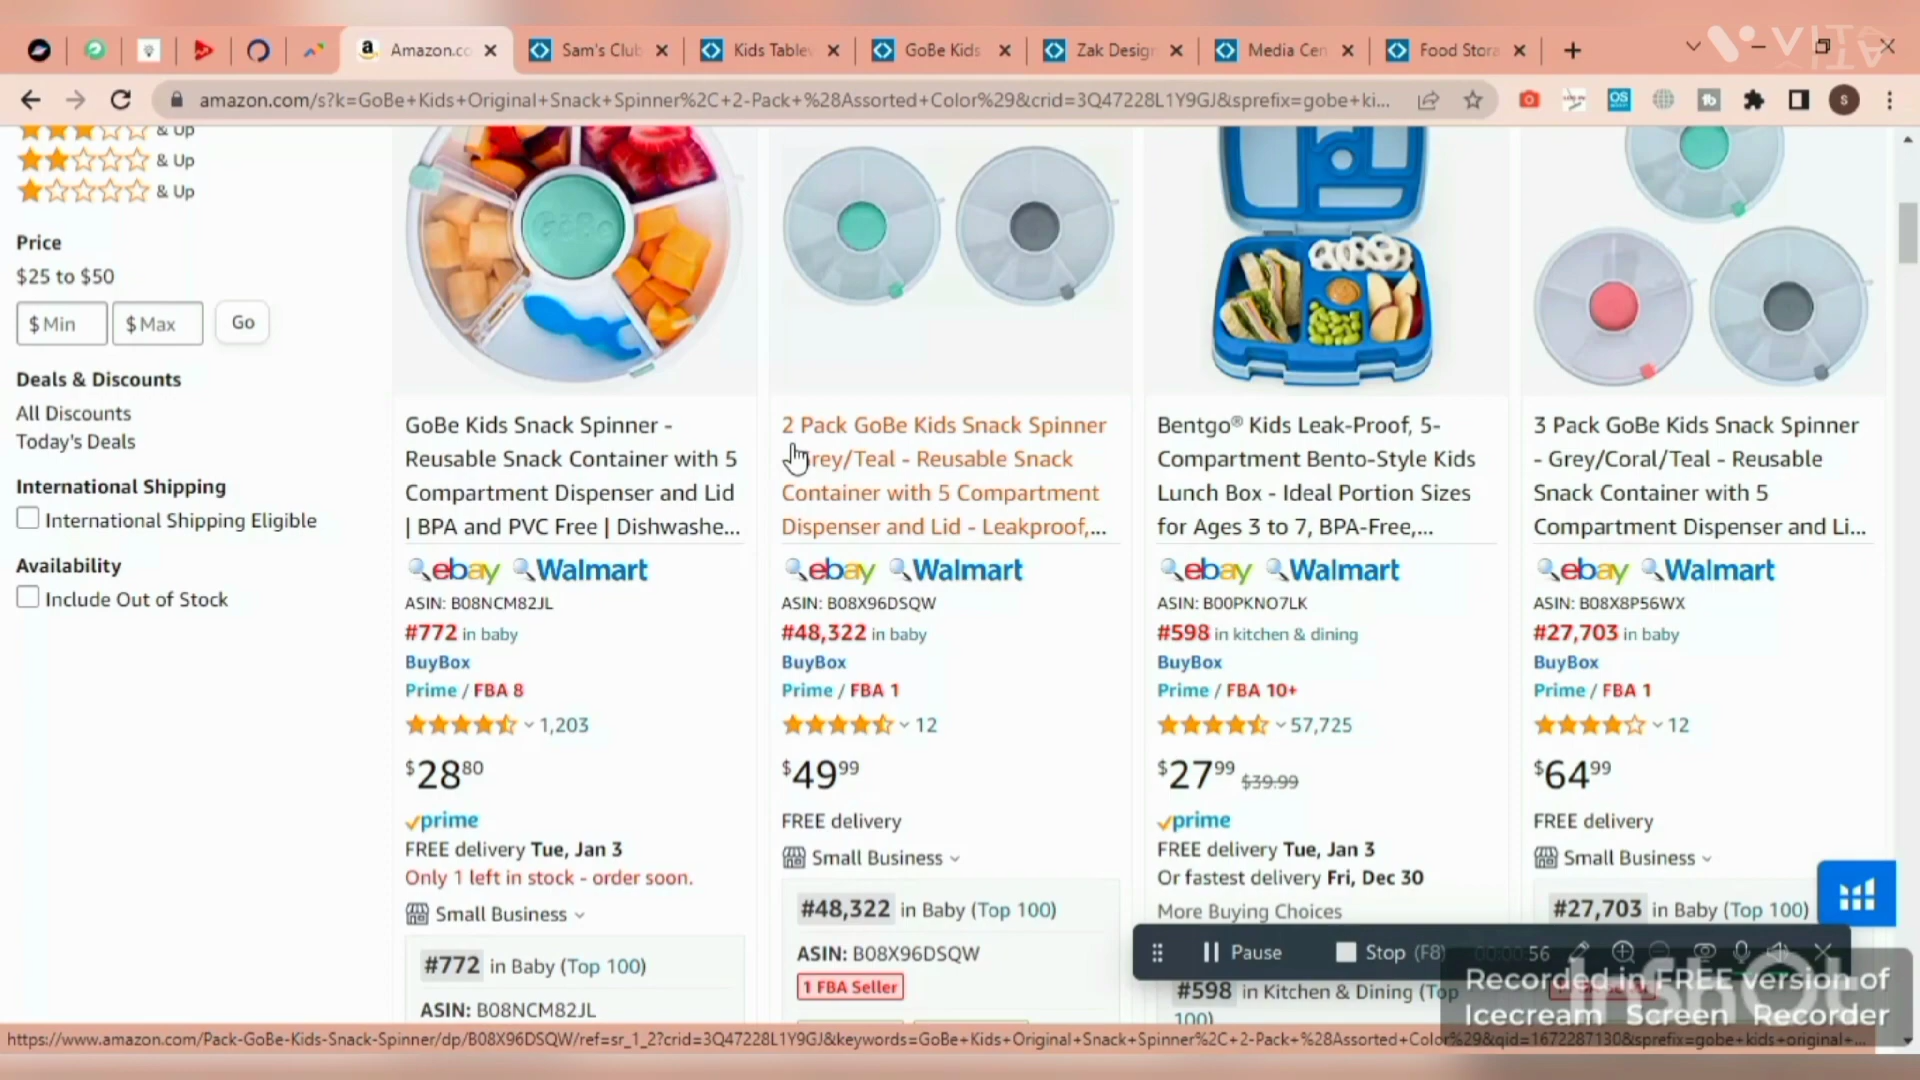 VITA
Amazon.co
Sam's Club
Kids Tablew
GoBe Kids
Zak Design
Media Cen
Food Stora
amazon.com/s?k=GoBe+Kids+Original+Snack+Spinner%2C+2-Pack+%28Assorted+Color%29&crid=3Q47228L1Y9GJ&sprefix=gobe+ki...
OS
S
& Up
& Up
& Up
Price
$25 to $50
$ Min
$ Max
Go
Deals & Discounts
All Discounts
Today's Deals
International Shipping
International Shipping Eligible
Availability
Include Out of Stock
GoBe
GoBe Kids Snack Spinner -
Reusable Snack Container with 5
Compartment Dispenser and Lid
| BPA and PVC Free | Dishwashe...
ebay Walmart
ASIN: B08NCM82JL
#772 in baby
BuyBox
Prime / FBA 8
1,203
$28 80
prime
FREE delivery Tue, Jan 3
Only 1 left in stock - order soon.
Small Business
#772 in Baby (Top 100)
ASIN: B08NCM82JL
2 Pack GoBe Kids Snack Spinner
rey/Teal - Reusable Snack
Container with 5 Compartment
Dispenser and Lid - Leakproof,...
ebay Walmart
ASIN: B08X96DSQW
#48,322 in baby
BuyBox
Prime / FBA 1
12
$49 99
FREE delivery
Small Business
#48,322 in Baby (Top 100)
ASIN: B08X96DSQW
1 FBA Seller
Bentgo® Kids Leak-Proof, 5-
Compartment Bento-Style Kids
Lunch Box - Ideal Portion Sizes
for Ages 3 to 7, BPA-Free,...
ebay Walmart
ASIN: B00PKNO7LK
#598 in kitchen & dining
BuyBox
Prime / FBA 10+
57,725
$27 99 $39.99
prime
FREE delivery Tue, Jan 3
Or fastest delivery Fri, Dec 30
More Buying Choices
#598 in Kitchen & Dining (Top
100)
3 Pack GoBe Kids Snack Spinner
- Grey/Coral/Teal - Reusable
Snack Container with 5
Compartment Dispenser and Li...
ebay Walmart
ASIN: B08X8P56WX
#27,703 in baby
BuyBox
Prime / FBA 1
12
$64 99
FREE delivery
Small Business
#27,703 in Baby (Top 100)
Pause
Stop (F8)
00:00:56
InShOt
Recorded in FREE version of
Icecream Screen Recorder
https://www.amazon.com/Pack-GoBe-Kids-Snack-Spinner/dp/B08X96DSQW/ref=sr_1_2?crid=3Q47228L1Y9GJ&keywords=GoBe+Kids+Original+Snack+Spinner%2C+2-Pack+%28Assorted+Color%29&qid=1672287130&sprefix=gobe+kids+original+...